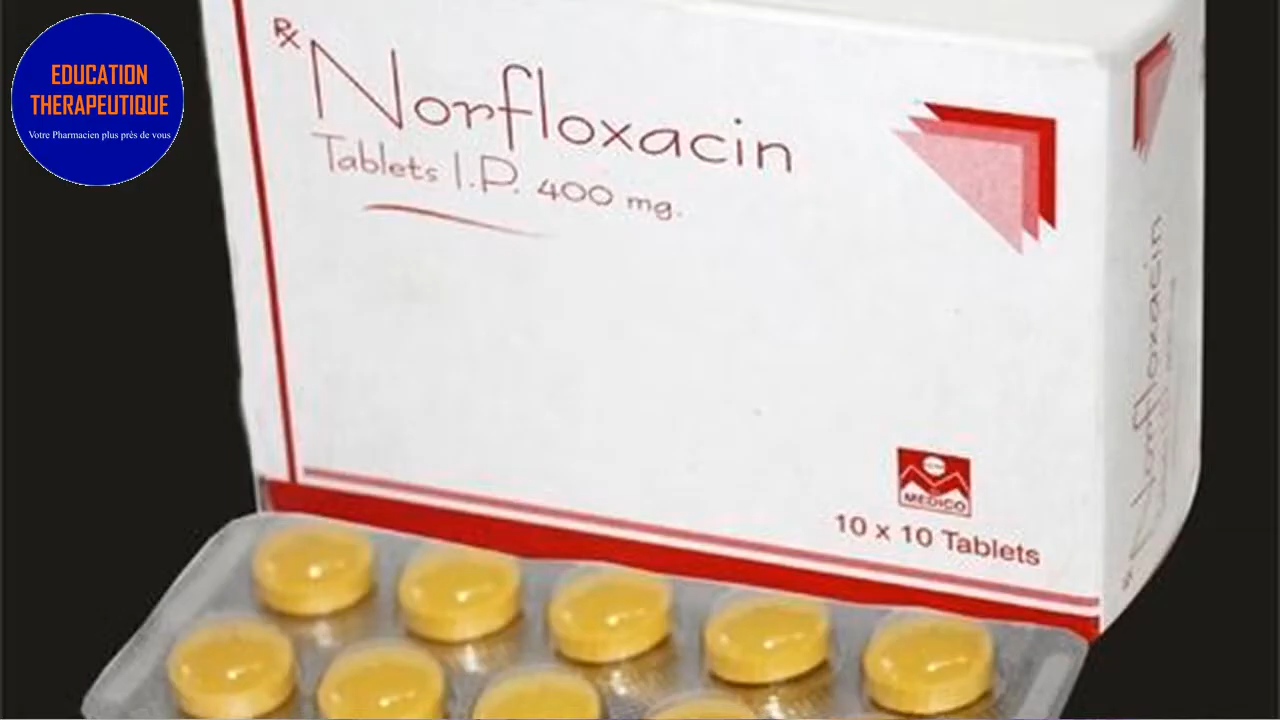 EDUCATION
THERAPEUTIQUE
Votre Pharmacien plus près de vous
Rx Norfloxacin
Tablets I.P. 400 mg.
MEDICO
10 x 10 Tablets
Norfloxacin